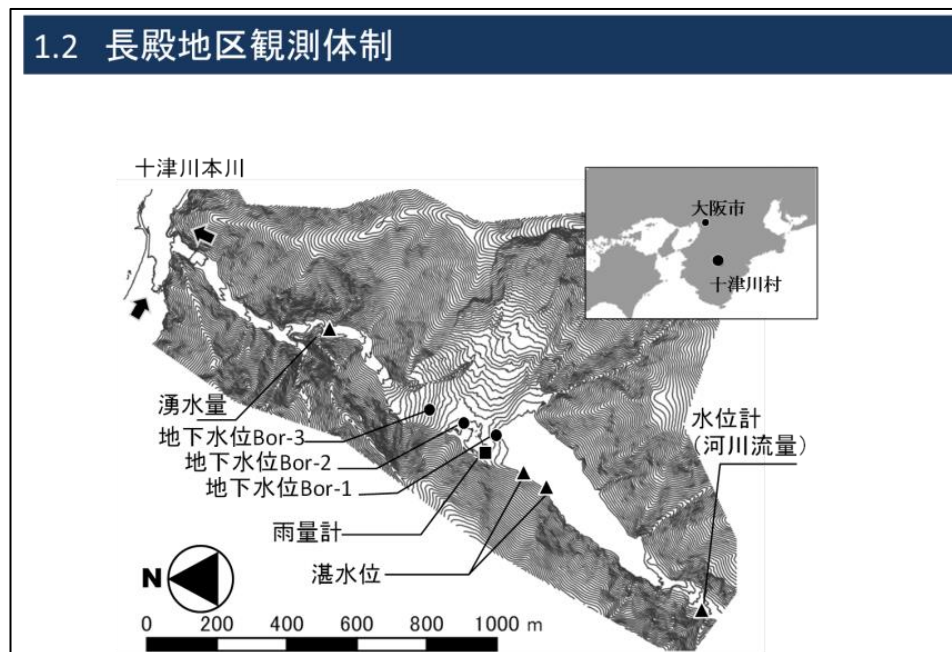 1.2 長殿地区観測体制
十津川本川
大阪市
十津川村
湧水量
地下水位Bor-3
地下水位Bor-2
地下水位Bor-1
水位計
（河川流量）
雨量計
湛水位
N
0 200 400 600 800 1000 m